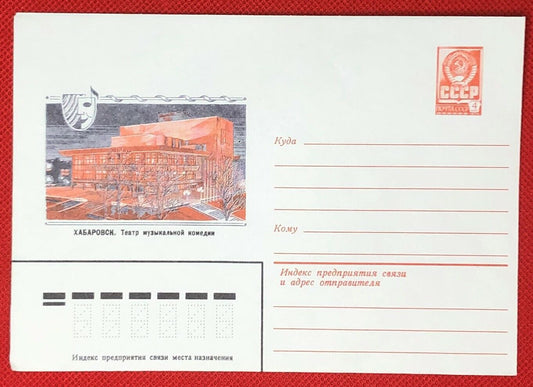 СССР
ПОЧТА СССР
4
Куда
ХАБАРОВСК. Театр музыкальной комедии
Кому
Индекс предприятия связи
и адрес отправителя
Индекс предприятия связи места назначения